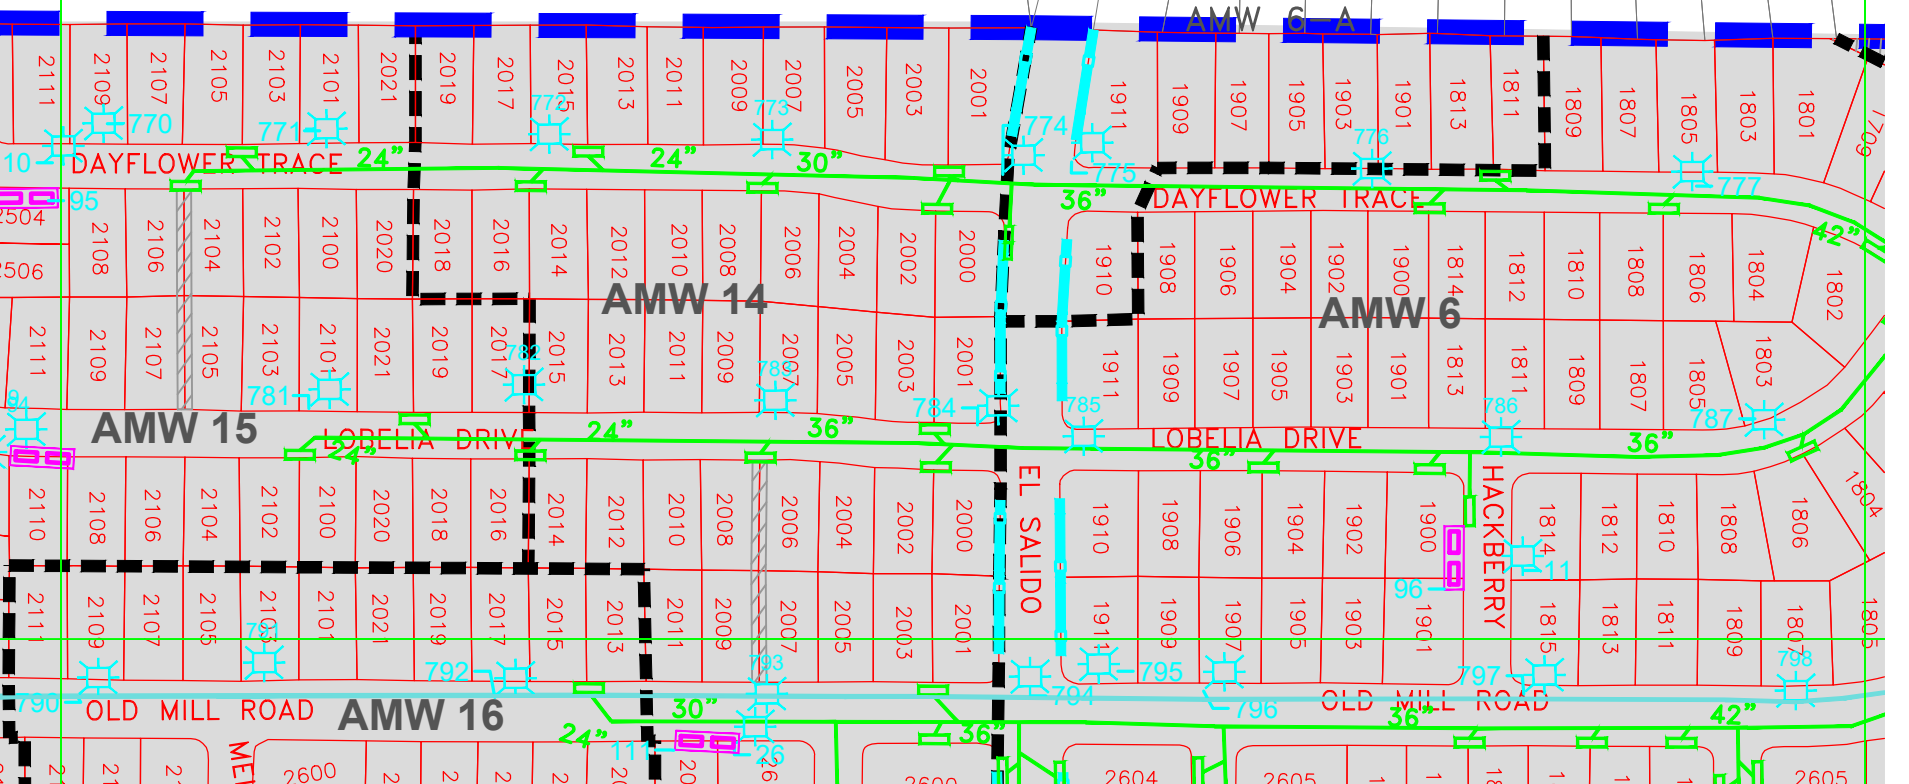 AMW 6-A
2111 2109 2107 2105 2103 2101 2021 2019 2017 2015 2013 2011 2009 2007 2005 2003 2001 1911 1909 1907 1905 1903 1901 1813 1811 1809 1807 1805 1803 1801 1709
770 771 772 773 774 775 776 777
10 DAYFLOWER TRACE 24” 24” 30” 36” DAYFLOWER TRACE 42”
95
2504 2108 2106 2104 2102 2100 2020 2018 2016 2014 2012 2010 2008 2006 2004 2002 2000 1910 1908 1906 1904 1902 1900 1814 1812 1810 1808 1806 1804 1802
2506
AMW 14 AMW 6
2111 2109 2107 2105 2103 2101 2021 2019 2017 2015 2013 2011 2009 2007 2005 2003 2001 1911 1909 1907 1905 1903 1901 1813 1811 1809 1807 1805 1803
781 782 783 784 785 786 787
AMW 15
LOBELIA DRIVE 24” 24” 36” LOBELIA DRIVE 36” 36”
2110 2108 2106 2104 2102 2100 2020 2018 2016 2014 2012 2010 2008 2006 2004 2002 2000 EL SALIDO 1910 1908 1906 1904 1902 1900 HACKBERRY 1814 1812 1810 1808 1806 1804
96 11
2111 2109 2107 2105 2103 2101 2021 2019 2017 2015 2013 2011 2009 2007 2005 2003 2001 1911 1909 1907 1905 1903 1901 1815 1813 1811 1809 1807 1805
790 791 792 793 794 795 796 797 798
OLD MILL ROAD AMW 16 30” OLD MILL ROAD 36” 42”
24” 111 26 36”
2600 2604 2605 2605